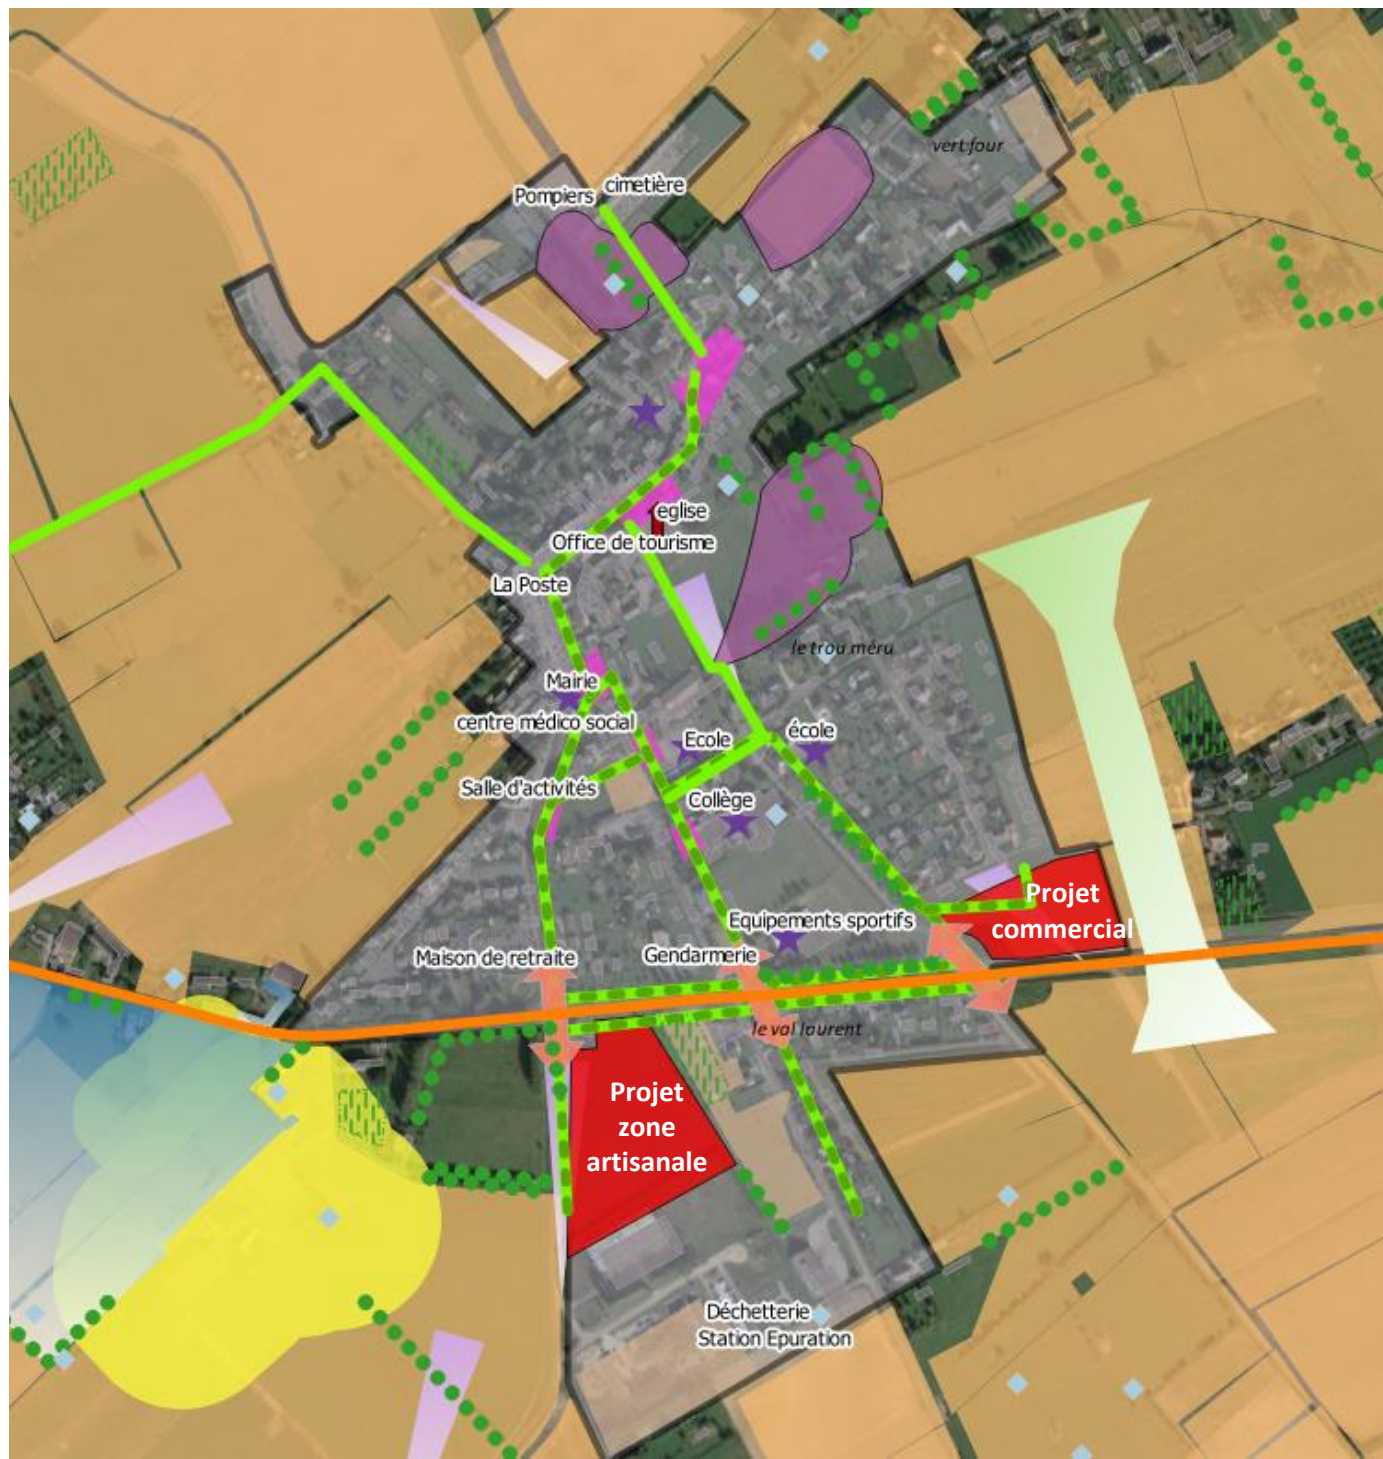 vert four
cimetière
Pompiers
eglise
Office de tourisme
La Poste
le trou méru
Mairie
centre médico social
Ecole
école
Salle d'activités
Collège
Projet
commercial
Equipements sportifs
Gendarmerie
Maison de retraite
le val laurent
Projet
zone
artisanale
Déchetterie
Station Epuration